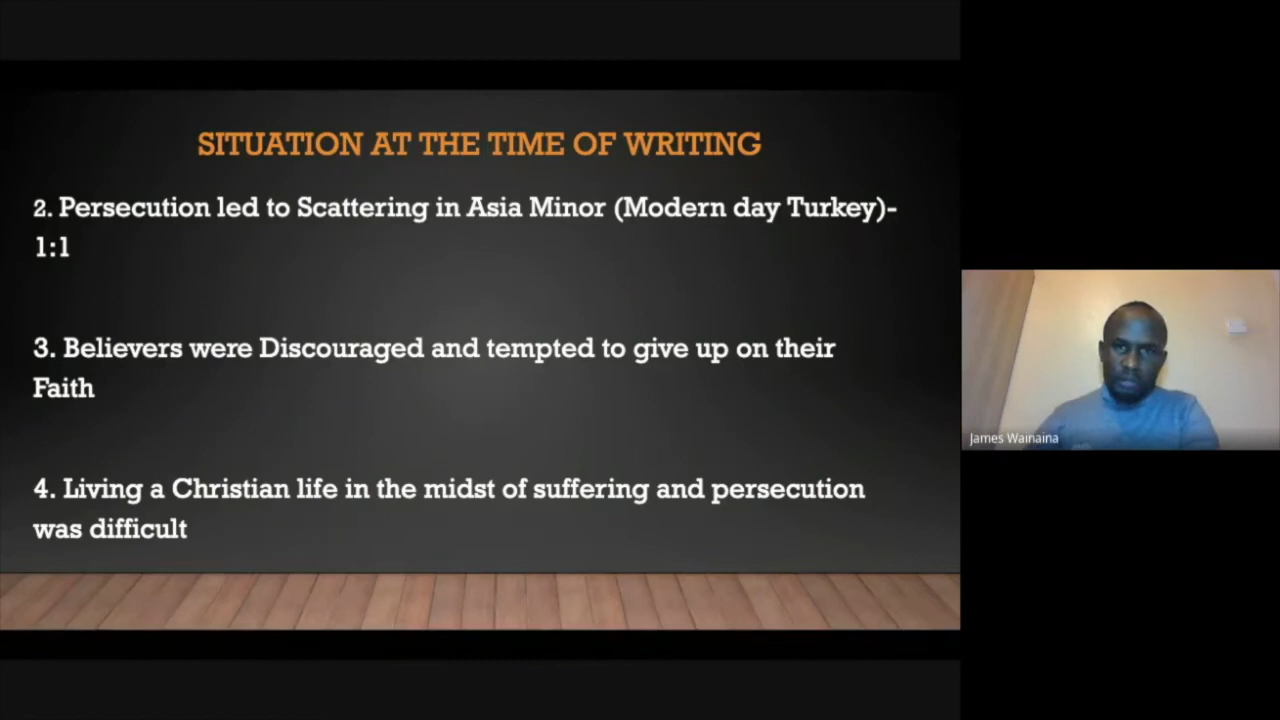 SITUATION AT THE TIME OF WRITING
2. Persecution led to Scattering in Asia Minor (Modern day Turkey)-
1:1
3. Believers were Discouraged and tempted to give up on their
Faith
4. Living a Christian life in the midst of suffering and persecution
was difficult
James Wainaina